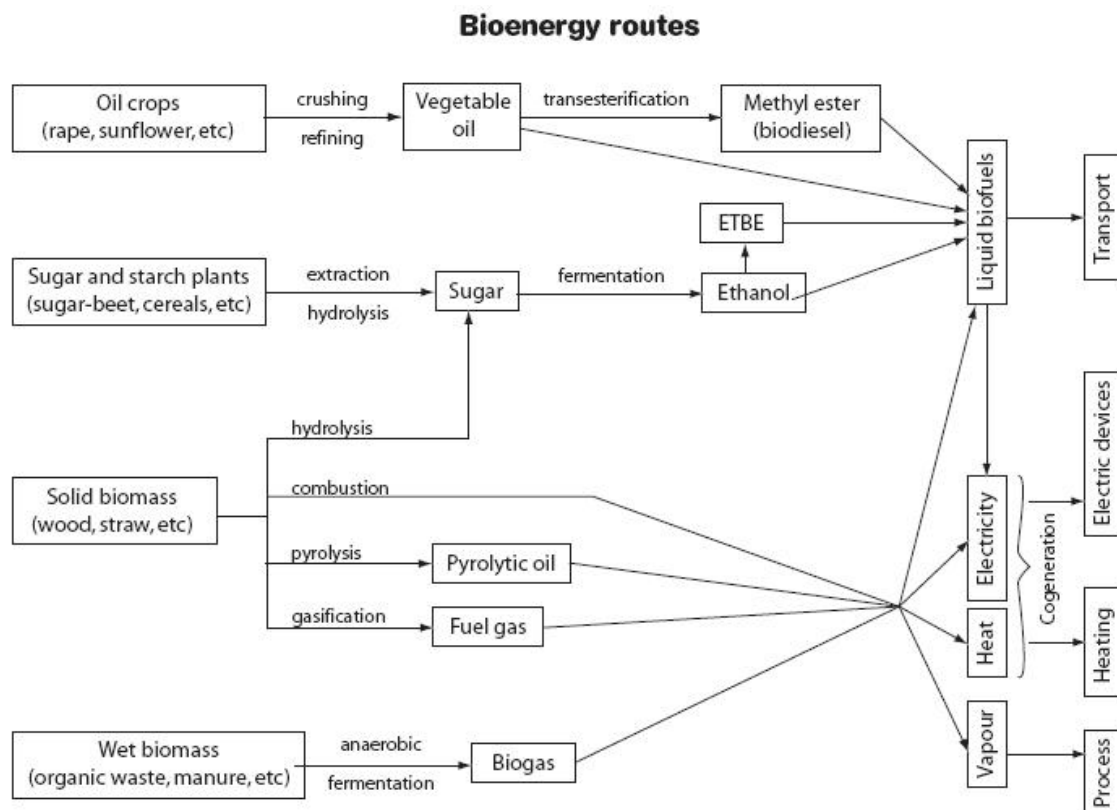 Bioenergy routes
Oil crops
(rape, sunflower, etc)
crushing
refining
Vegetable
oil
transesterification
Methyl ester
(biodiesel)
Liquid biofuels
Transport
ETBE
Sugar and starch plants
(sugar-beet, cereals, etc)
extraction
hydrolysis
Sugar
fermentation
Ethanol
hydrolysis
Solid biomass
(wood, straw, etc)
combustion
pyrolysis
Pyrolytic oil
gasification
Fuel gas
Electricity
Heat
Cogeneration
Electric devices
Heating
Wet biomass
(organic waste, manure, etc)
anaerobic
fermentation
Biogas
Vapour
Process